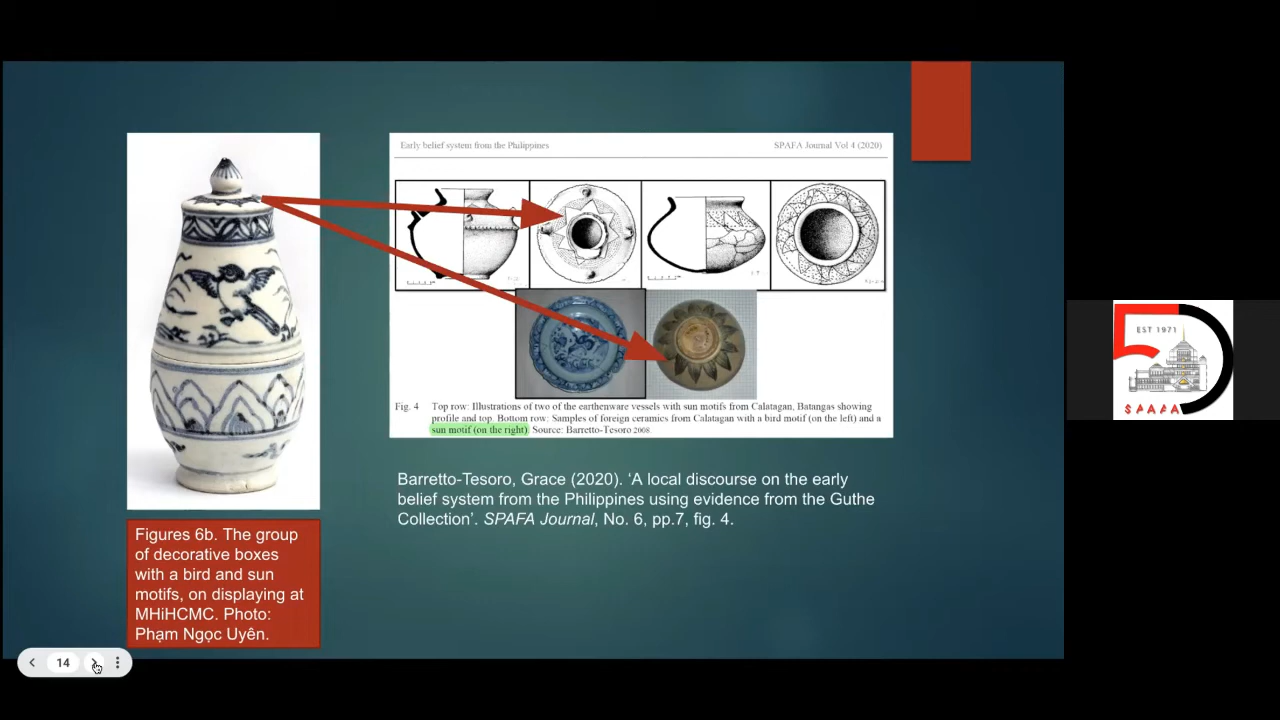 Early belief system from the Philippines
SPAFA Journal Vol 4 (2020)
Fig. 4 Top row: Illustrations of two of the earthenware vessels with sun motifs from Calatagan, Batangas showing
profile and top. Bottom row: Samples of foreign ceramics from Calatagan with a bird motif (on the left) and a
sun motif (on the right). Source: Barretto-Tesoro 2008.
Barretto-Tesoro, Grace (2020). ‘A local discourse on the early
belief system from the Philippines using evidence from the Guthe
Collection’. SPAFA Journal, No. 6, pp.7, fig. 4.
Figures 6b. The group
of decorative boxes
with a bird and sun
motifs, on displaying at
MHiHCMC. Photo:
Phạm Ngọc Uyên.
14
EST 1971
SPAFA